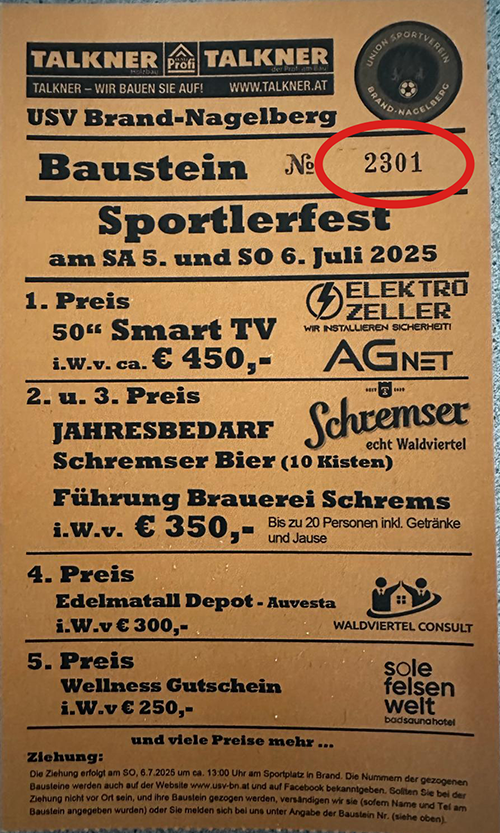 TALKNER Profi TALKNER
Holzbau der Profi am Bau!
TALKNER – WIR BAUEN SIE AUF! WWW.TALKNER.AT
UNION SPORTVEREIN
BRAND-NAGELBERG
USV Brand-Nagelberg
Baustein № 2301
Sportlerfest
am SA 5. und SO 6. Juli 2025
1. Preis
50“ Smart TV
i.W.v. ca. € 450,-
ELEKTRO
ZELLER
WIR INSTALLIEREN SICHERHEIT!
AGNET
2. u. 3. Preis
JAHRESBEDARF
Schremser Bier (10 Kisten)
Schremser
echt Waldviertel
Führung Brauerei Schrems
i.W.v. € 350,- Bis zu 20 Personen inkl. Getränke
und Jause
4. Preis
Edelmatall Depot - Auvesta
i.W.v € 300,-
WALDVIERTEL CONSULT
5. Preis
Wellness Gutschein
i.W.v € 250,-
sole
felsen
welt
badsaunahotel
und viele Preise mehr ...
Ziehung:
Die Ziehung erfolgt am SO, 6.7.2025 um ca. 13:00 Uhr am Sportplatz in Brand. Die Nummern der gezogenen
Bausteine werden auch auf der Website www.usv-bn.at und auf Facebook bekanntgeben. Sollten Sie bei der
Ziehung nicht vor Ort sein, und ihre Baustein gezogen werden, versändigen wir sie (sofern Name und Tel am
Baustein angegeben wurden) oder Sie melden sich bei uns unter Angabe der Baustein Nr. (siehe oben).